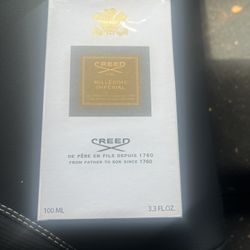 CREED
MILLESIME
IMPERIAL
CREED
DE PÈRE EN FILS DEPUIS 1760
FROM FATHER TO SON SINCE 1760
100 ML
3.3 FL.OZ.